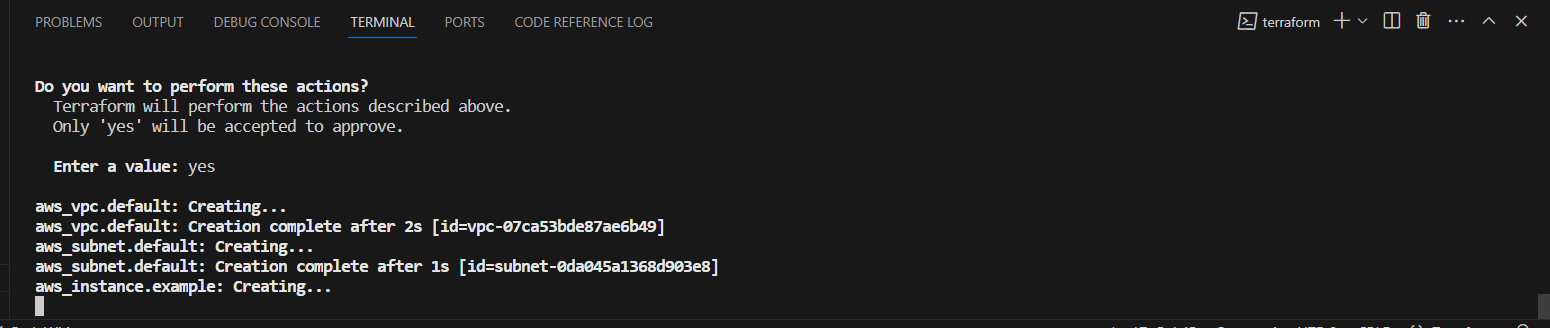 PROBLEMS OUTPUT DEBUG CONSOLE TERMINAL PORTS CODE REFERENCE LOG terraform
Do you want to perform these actions?
Terraform will perform the actions described above.
Only 'yes' will be accepted to approve.
Enter a value: yes
aws_vpc.default: Creating...
aws_vpc.default: Creation complete after 2s [id=vpc-07ca53bde87ae6b49]
aws_subnet.default: Creating...
aws_subnet.default: Creation complete after 1s [id=subnet-0da045a1368d903e8]
aws_instance.example: Creating...